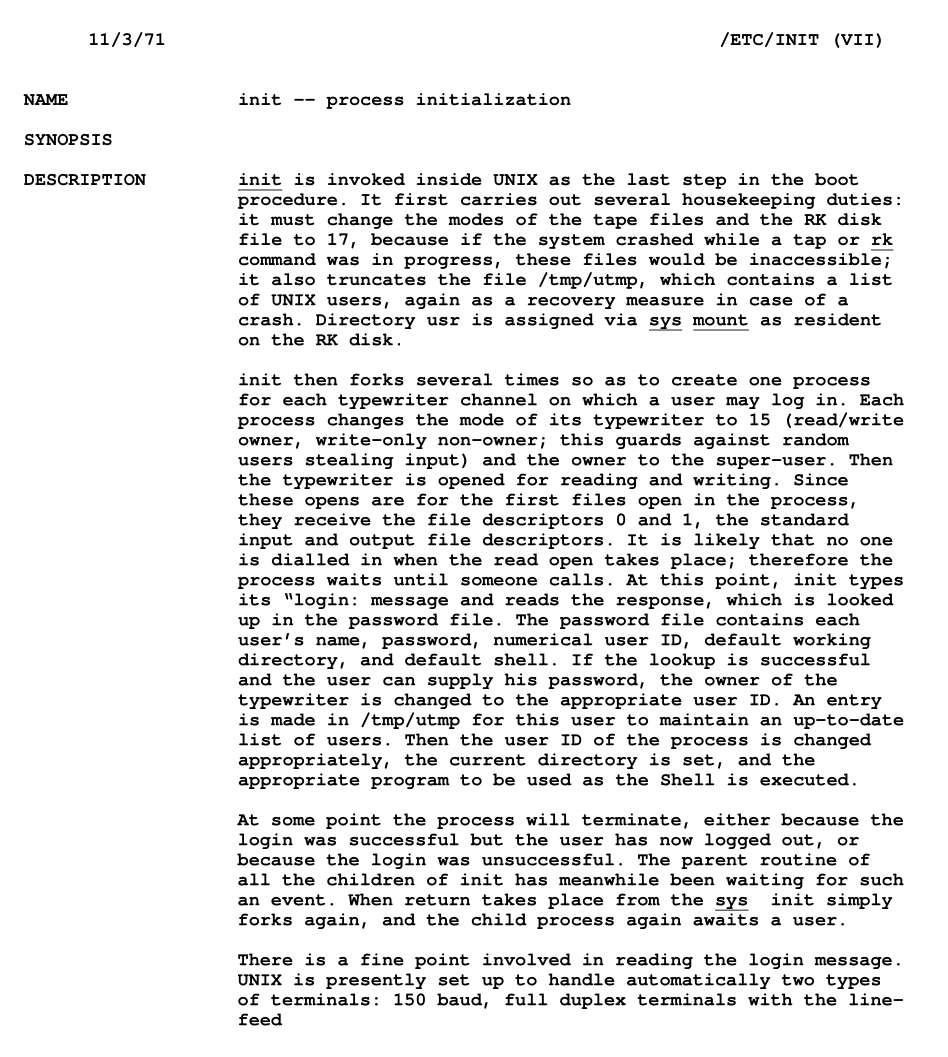 11/3/71 /ETC/INIT (VII)
NAME init -- process initialization
SYNOPSIS
DESCRIPTION init is invoked inside UNIX as the last step in the boot
procedure. It first carries out several housekeeping duties:
it must change the modes of the tape files and the RK disk
file to 17, because if the system crashed while a tap or rk
command was in progress, these files would be inaccessible;
it also truncates the file /tmp/utmp, which contains a list
of UNIX users, again as a recovery measure in case of a
crash. Directory usr is assigned via sys mount as resident
on the RK disk.
init then forks several times so as to create one process
for each typewriter channel on which a user may log in. Each
process changes the mode of its typewriter to 15 (read/write
owner, write-only non-owner; this guards against random
users stealing input) and the owner to the super-user. Then
the typewriter is opened for reading and writing. Since
these opens are for the first files open in the process,
they receive the file descriptors 0 and 1, the standard
input and output file descriptors. It is likely that no one
is dialled in when the read open takes place; therefore the
process waits until someone calls. At this point, init types
its "login: message and reads the response, which is looked
up in the password file. The password file contains each
user's name, password, numerical user ID, default working
directory, and default shell. If the lookup is successful
and the user can supply his password, the owner of the
typewriter is changed to the appropriate user ID. An entry
is made in /tmp/utmp for this user to maintain an up-to-date
list of users. Then the user ID of the process is changed
appropriately, the current directory is set, and the
appropriate program to be used as the Shell is executed.
At some point the process will terminate, either because the
login was successful but the user has now logged out, or
because the login was unsuccessful. The parent routine of
all the children of init has meanwhile been waiting for such
an event. When return takes place from the sys  init simply
forks again, and the child process again awaits a user.
There is a fine point involved in reading the login message.
UNIX is presently set up to handle automatically two types
of terminals: 150 baud, full duplex terminals with the line-
feed